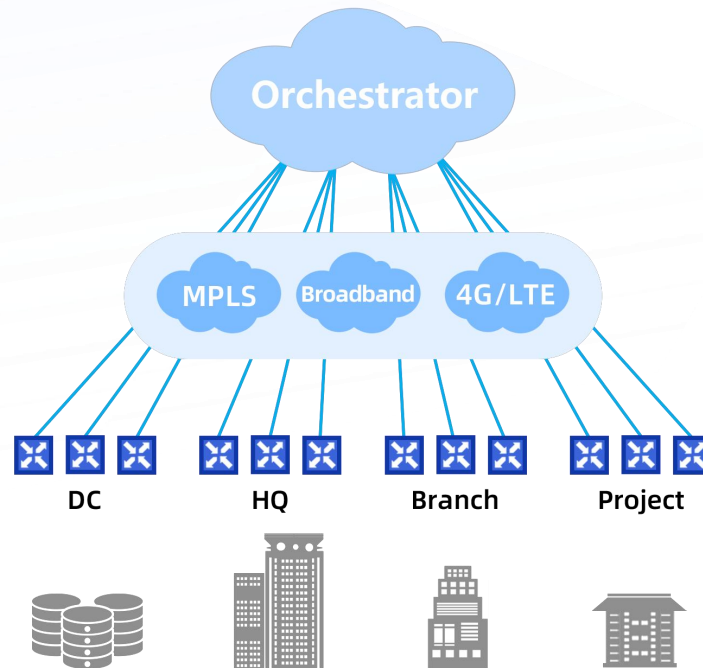 Orchestrator
MPLS
Broadband
4G/LTE
DC
HQ
Branch
Project